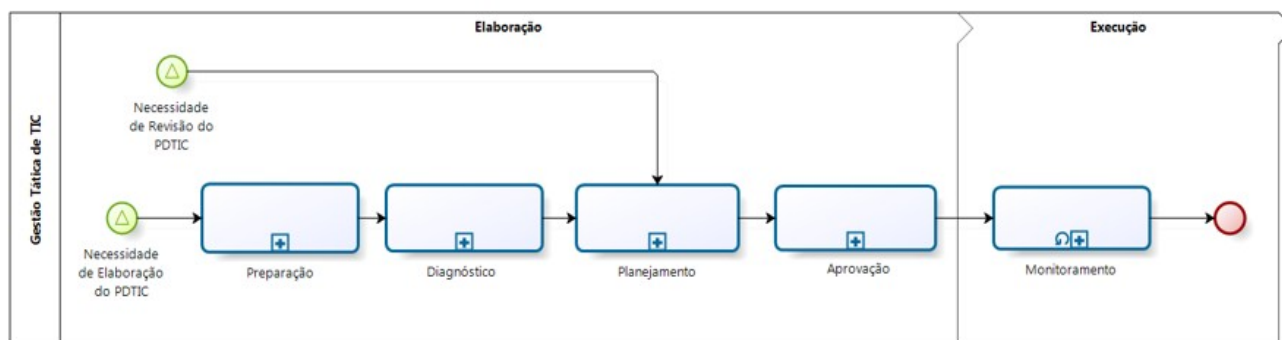 Gestão Tática de TIC
Elaboração
Execução
Necessidade
de Revisão do
PDTIC
Necessidade
de Elaboração
do PDTIC
Preparação
Diagnóstico
Planejamento
Aprovação
Monitoramento